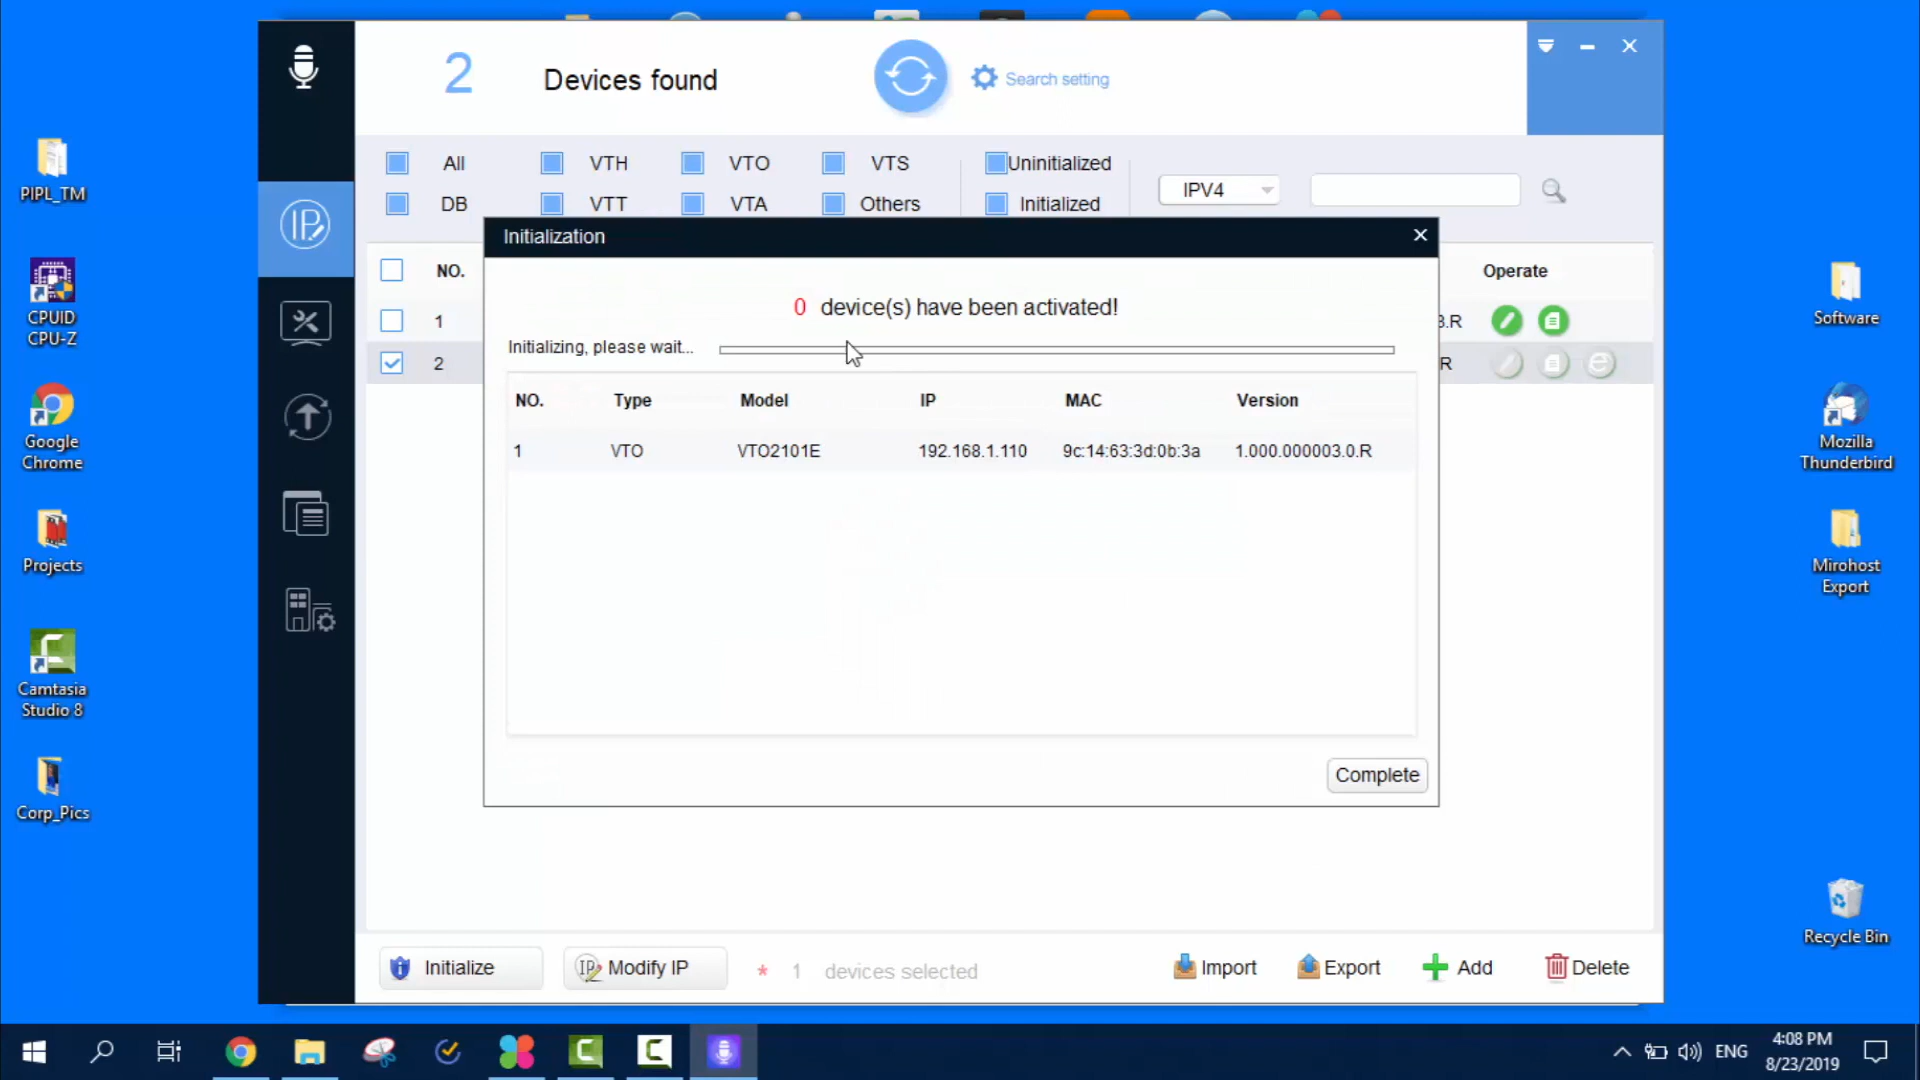 2 Devices found Search setting
All VTH VTO VTS Uninitialized
DB VTT VTA Others Initialized
IPV4
NO. Operate
1 3.R
2 R
Initialization
0 device(s) have been activated!
Initializing, please wait...
NO. Type Model IP MAC Version
1 VTO VTO2101E 192.168.1.110 9c:14:63:3d:0b:3a 1.000.000003.0.R
Complete
Initialize Modify IP * 1 devices selected Import Export Add Delete
PIPL_TM
CPUID
CPU-Z
Google
Chrome
Projects
Camtasia
Studio 8
Corp_Pics
Software
Mozilla
Thunderbird
Mirohost
Export
Recycle Bin
ENG
4:08 PM
8/23/2019